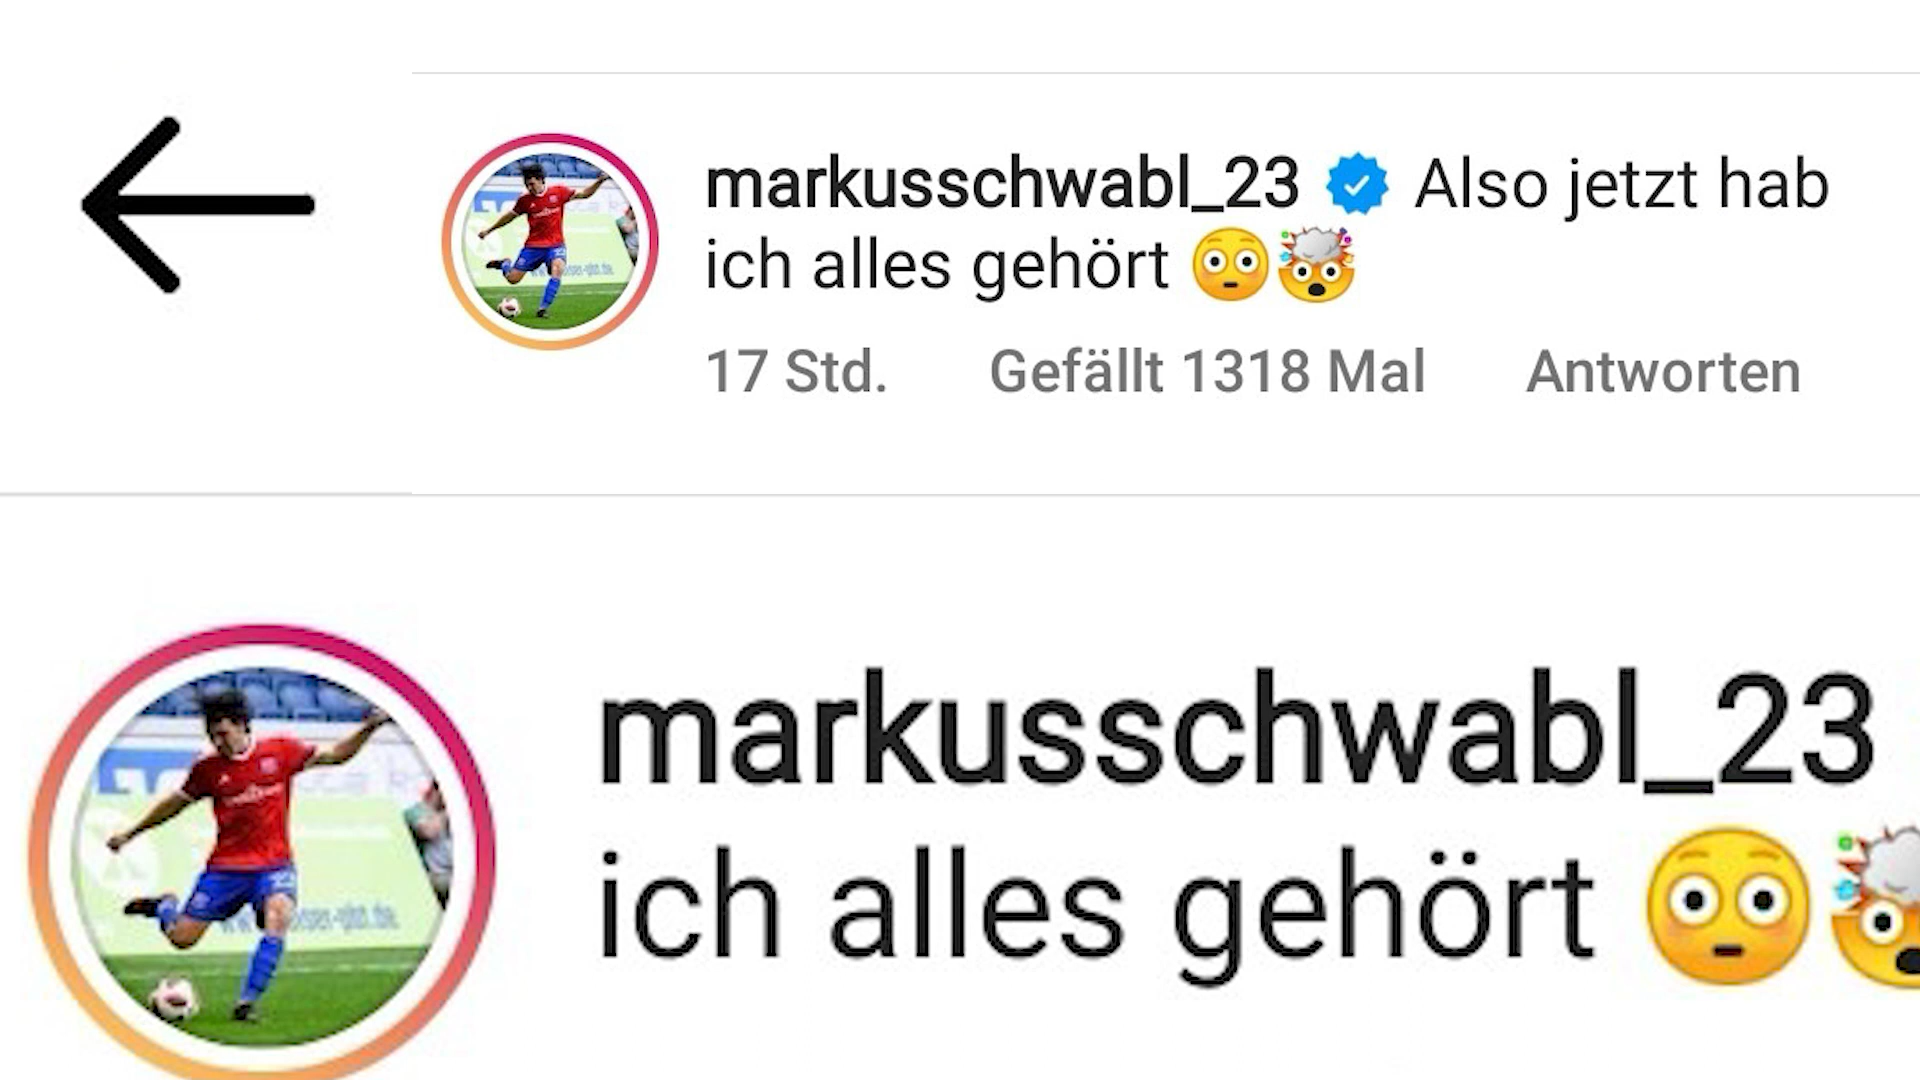 markusschwabl_23 Also jetzt hab
ich alles gehört 😳🤯
17 Std. Gefällt 1318 Mal Antworten
markusschwabl_23
ich alles gehört 😳🤯